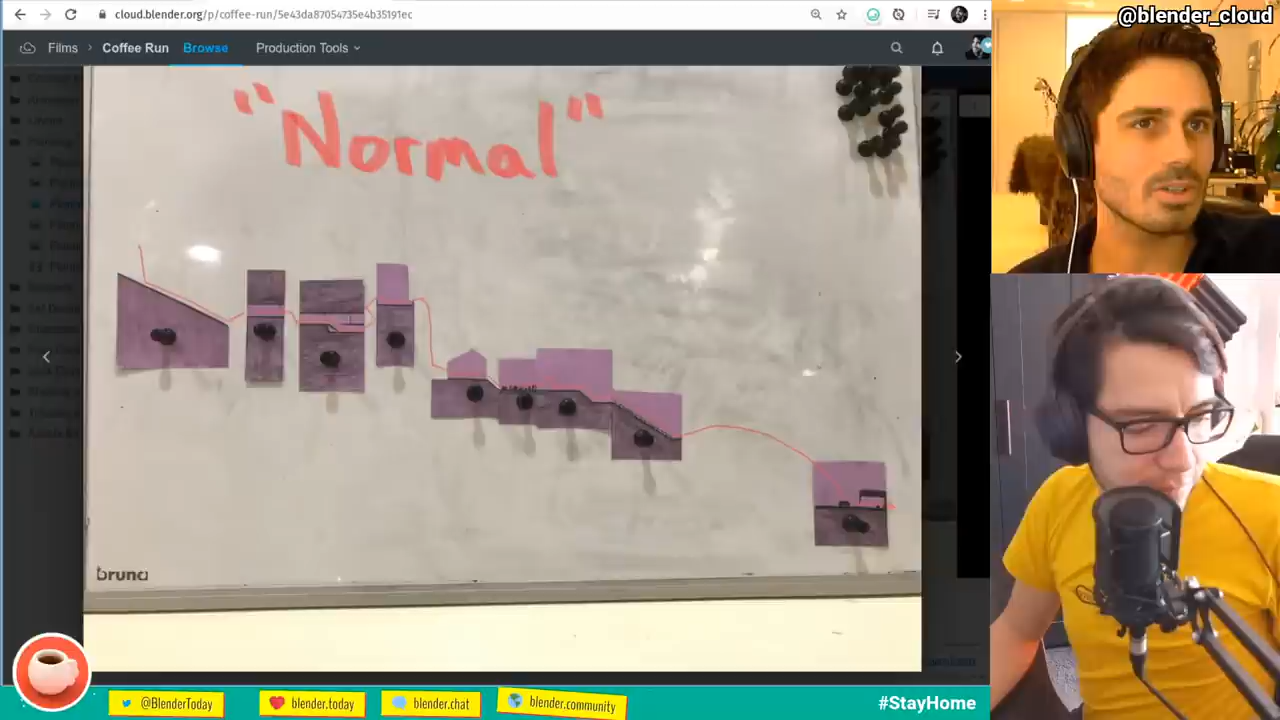 cloud.blender.org/p/coffee-run/5e43da87054735e4b35191ec
@blender_cloud
Films › Coffee Run Browse Production Tools
"Normal"
bruna
@BlenderToday
blender.today
blender.chat
blender.community
#StayHome